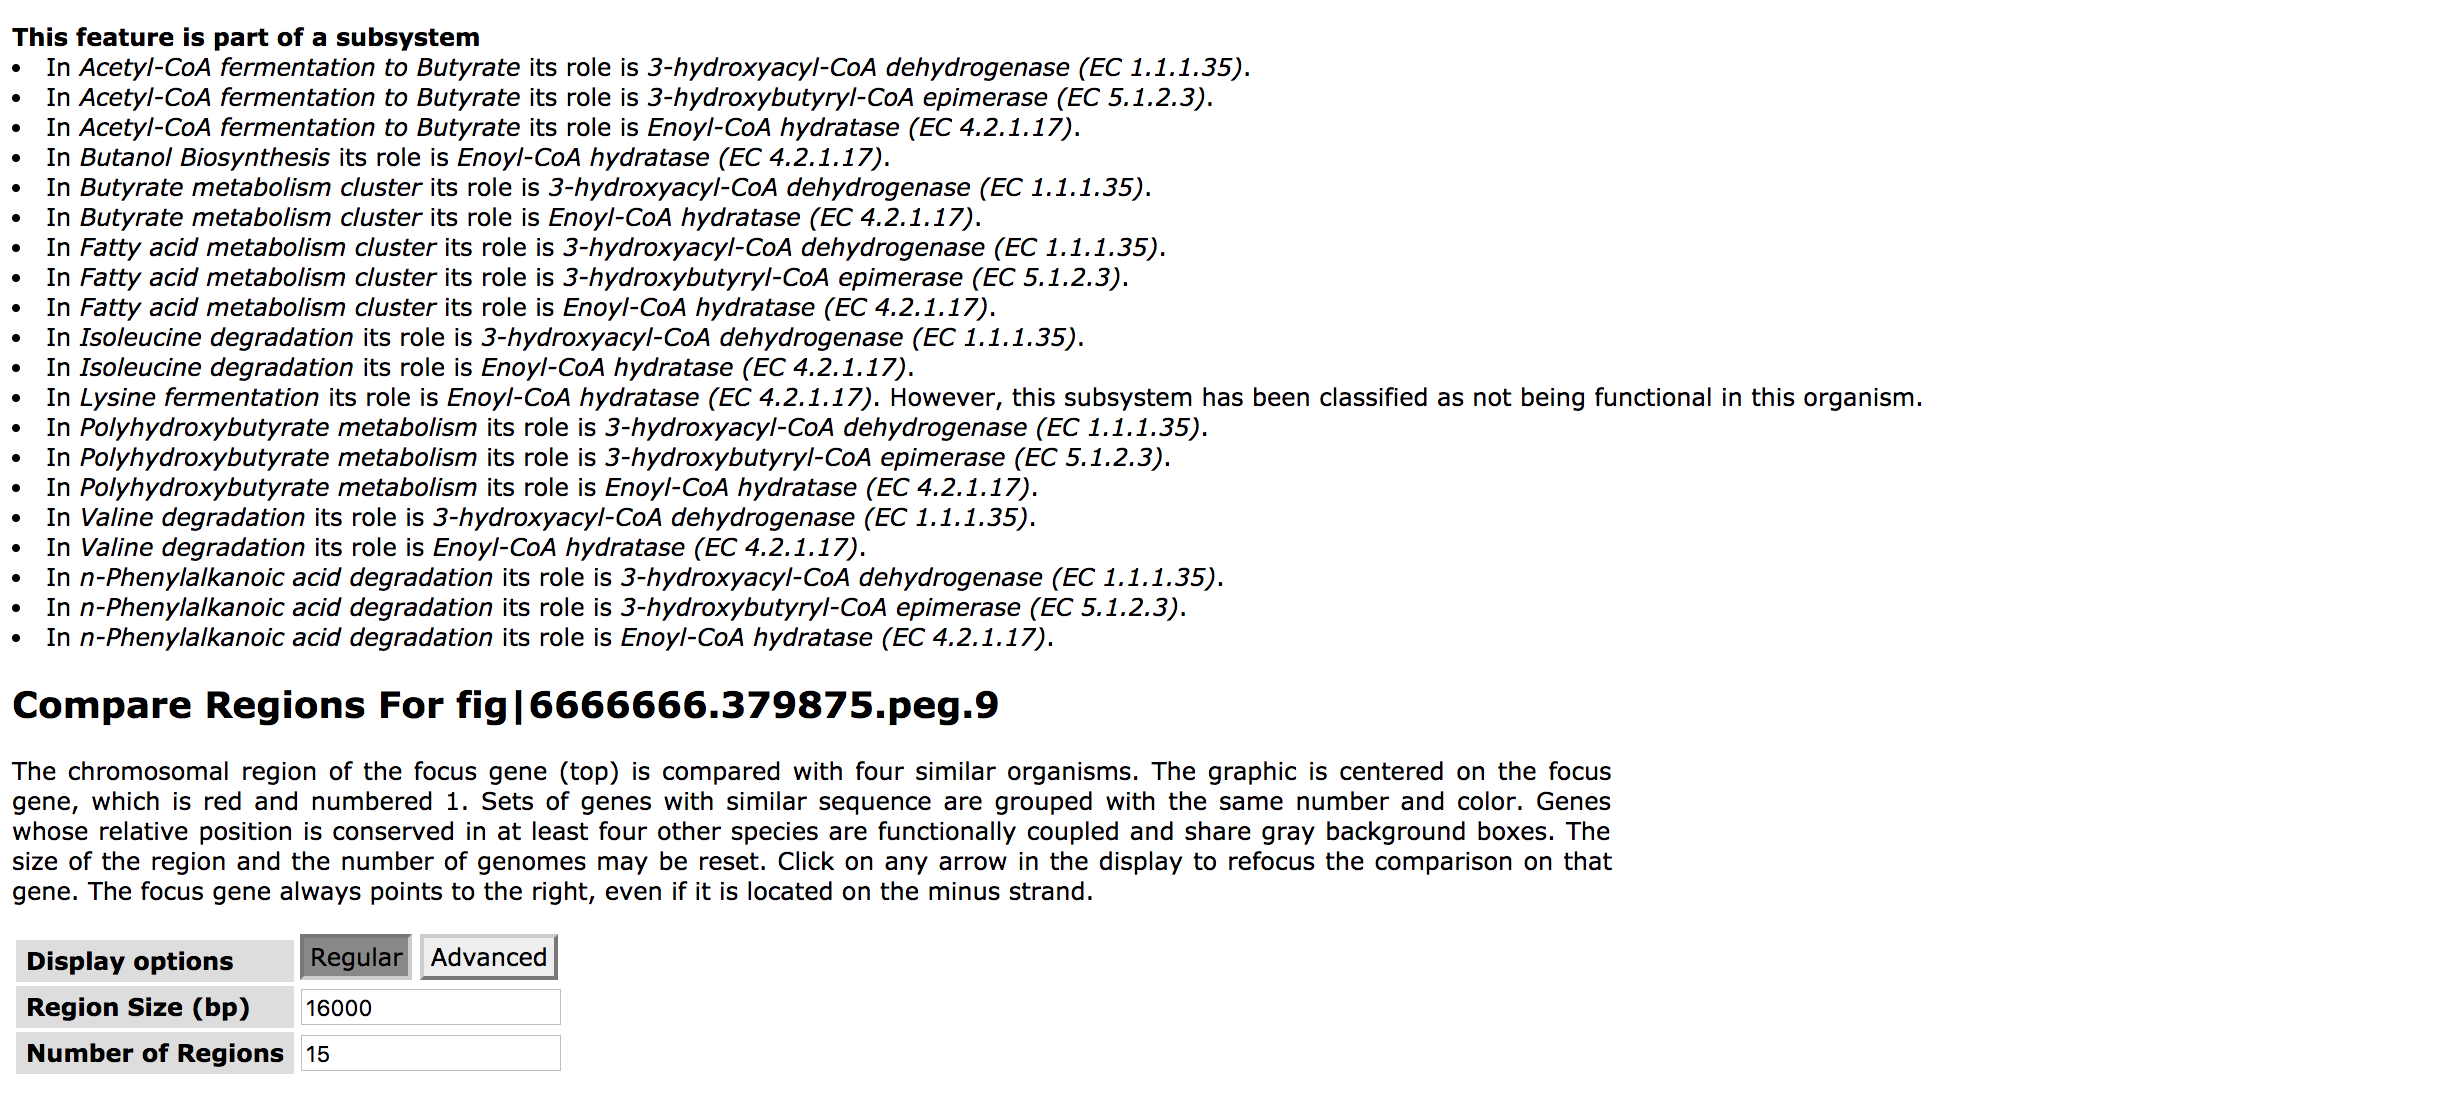 This feature is part of a subsystem
• In Acetyl-CoA fermentation to Butyrate its role is 3-hydroxyacyl-CoA dehydrogenase (EC 1.1.1.35).
• In Acetyl-CoA fermentation to Butyrate its role is 3-hydroxybutyryl-CoA epimerase (EC 5.1.2.3).
• In Acetyl-CoA fermentation to Butyrate its role is Enoyl-CoA hydratase (EC 4.2.1.17).
• In Butanol Biosynthesis its role is Enoyl-CoA hydratase (EC 4.2.1.17).
• In Butyrate metabolism cluster its role is 3-hydroxyacyl-CoA dehydrogenase (EC 1.1.1.35).
• In Butyrate metabolism cluster its role is Enoyl-CoA hydratase (EC 4.2.1.17).
• In Fatty acid metabolism cluster its role is 3-hydroxyacyl-CoA dehydrogenase (EC 1.1.1.35).
• In Fatty acid metabolism cluster its role is 3-hydroxybutyryl-CoA epimerase (EC 5.1.2.3).
• In Fatty acid metabolism cluster its role is Enoyl-CoA hydratase (EC 4.2.1.17).
• In Isoleucine degradation its role is 3-hydroxyacyl-CoA dehydrogenase (EC 1.1.1.35).
• In Isoleucine degradation its role is Enoyl-CoA hydratase (EC 4.2.1.17).
• In Lysine fermentation its role is Enoyl-CoA hydratase (EC 4.2.1.17). However, this subsystem has been classified as not being functional in this organism.
• In Polyhydroxybutyrate metabolism its role is 3-hydroxyacyl-CoA dehydrogenase (EC 1.1.1.35).
• In Polyhydroxybutyrate metabolism its role is 3-hydroxybutyryl-CoA epimerase (EC 5.1.2.3).
• In Polyhydroxybutyrate metabolism its role is Enoyl-CoA hydratase (EC 4.2.1.17).
• In Valine degradation its role is 3-hydroxyacyl-CoA dehydrogenase (EC 1.1.1.35).
• In Valine degradation its role is Enoyl-CoA hydratase (EC 4.2.1.17).
• In n-Phenylalkanoic acid degradation its role is 3-hydroxyacyl-CoA dehydrogenase (EC 1.1.1.35).
• In n-Phenylalkanoic acid degradation its role is 3-hydroxybutyryl-CoA epimerase (EC 5.1.2.3).
• In n-Phenylalkanoic acid degradation its role is Enoyl-CoA hydratase (EC 4.2.1.17).
Compare Regions For fig|6666666.379875.peg.9
The chromosomal region of the focus gene (top) is compared with four similar organisms. The graphic is centered on the focus
gene, which is red and numbered 1. Sets of genes with similar sequence are grouped with the same number and color. Genes
whose relative position is conserved in at least four other species are functionally coupled and share gray background boxes. The
size of the region and the number of genomes may be reset. Click on any arrow in the display to refocus the comparison on that
gene. The focus gene always points to the right, even if it is located on the minus strand.
Display options Regular Advanced
Region Size (bp) 16000
Number of Regions 15